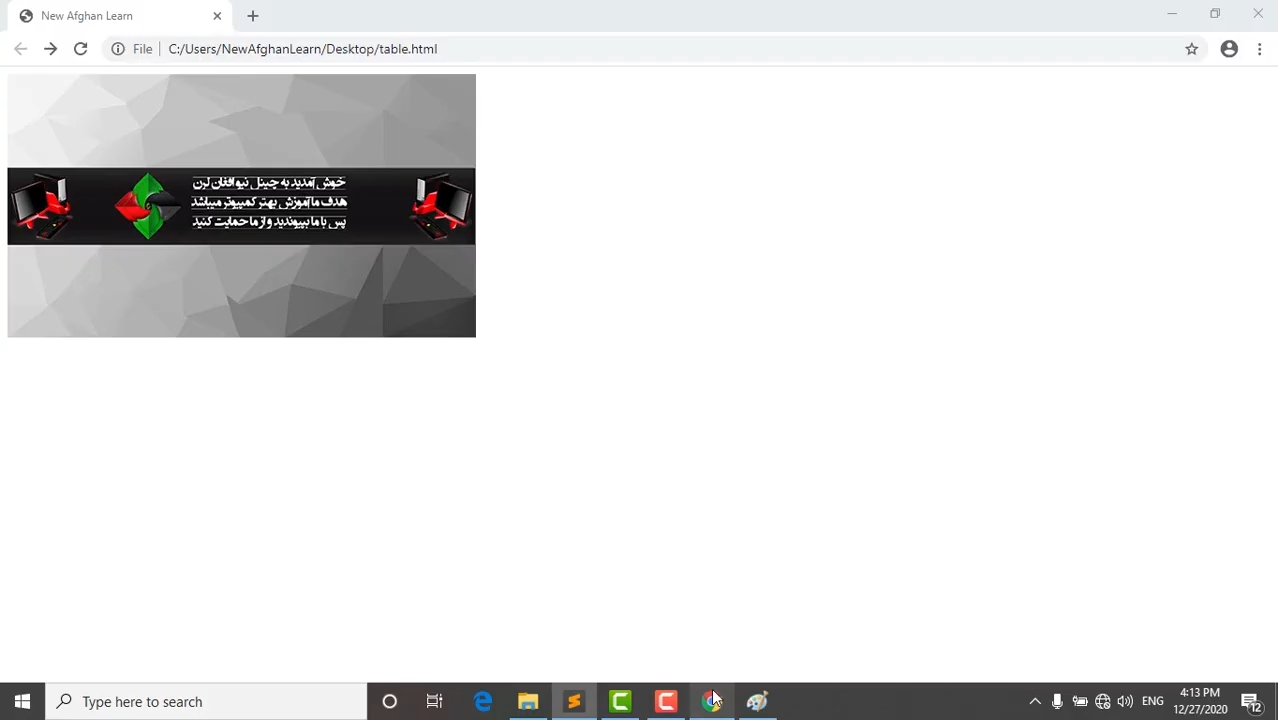 New Afghan Learn
File
C:/Users/NewAfghanLearn/Desktop/table.html
خوش آمدید به چینل نیو افغان لرن
هدف ما آموزش بهتر کمپیوتر میباشد
پس با ما بپیوندید و از ما حمایت کنید
Type here to search
ENG
4:13 PM
12/27/2020
12